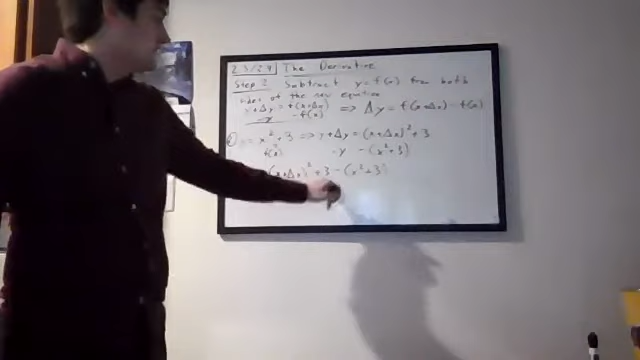 2.3/2.4 The Derivative
Step 2 Subtract y=f(x) from both
sides of the new equation
y+Δy = f(x+Δx) ⇒ Δy = f(x+Δx) - f(x)
-y - f(x)
x²+3 ⇒ y+Δy = (x+Δx)²+3
f(x) -y -(x²+3)
(x+Δx)²+3-(x²+3)